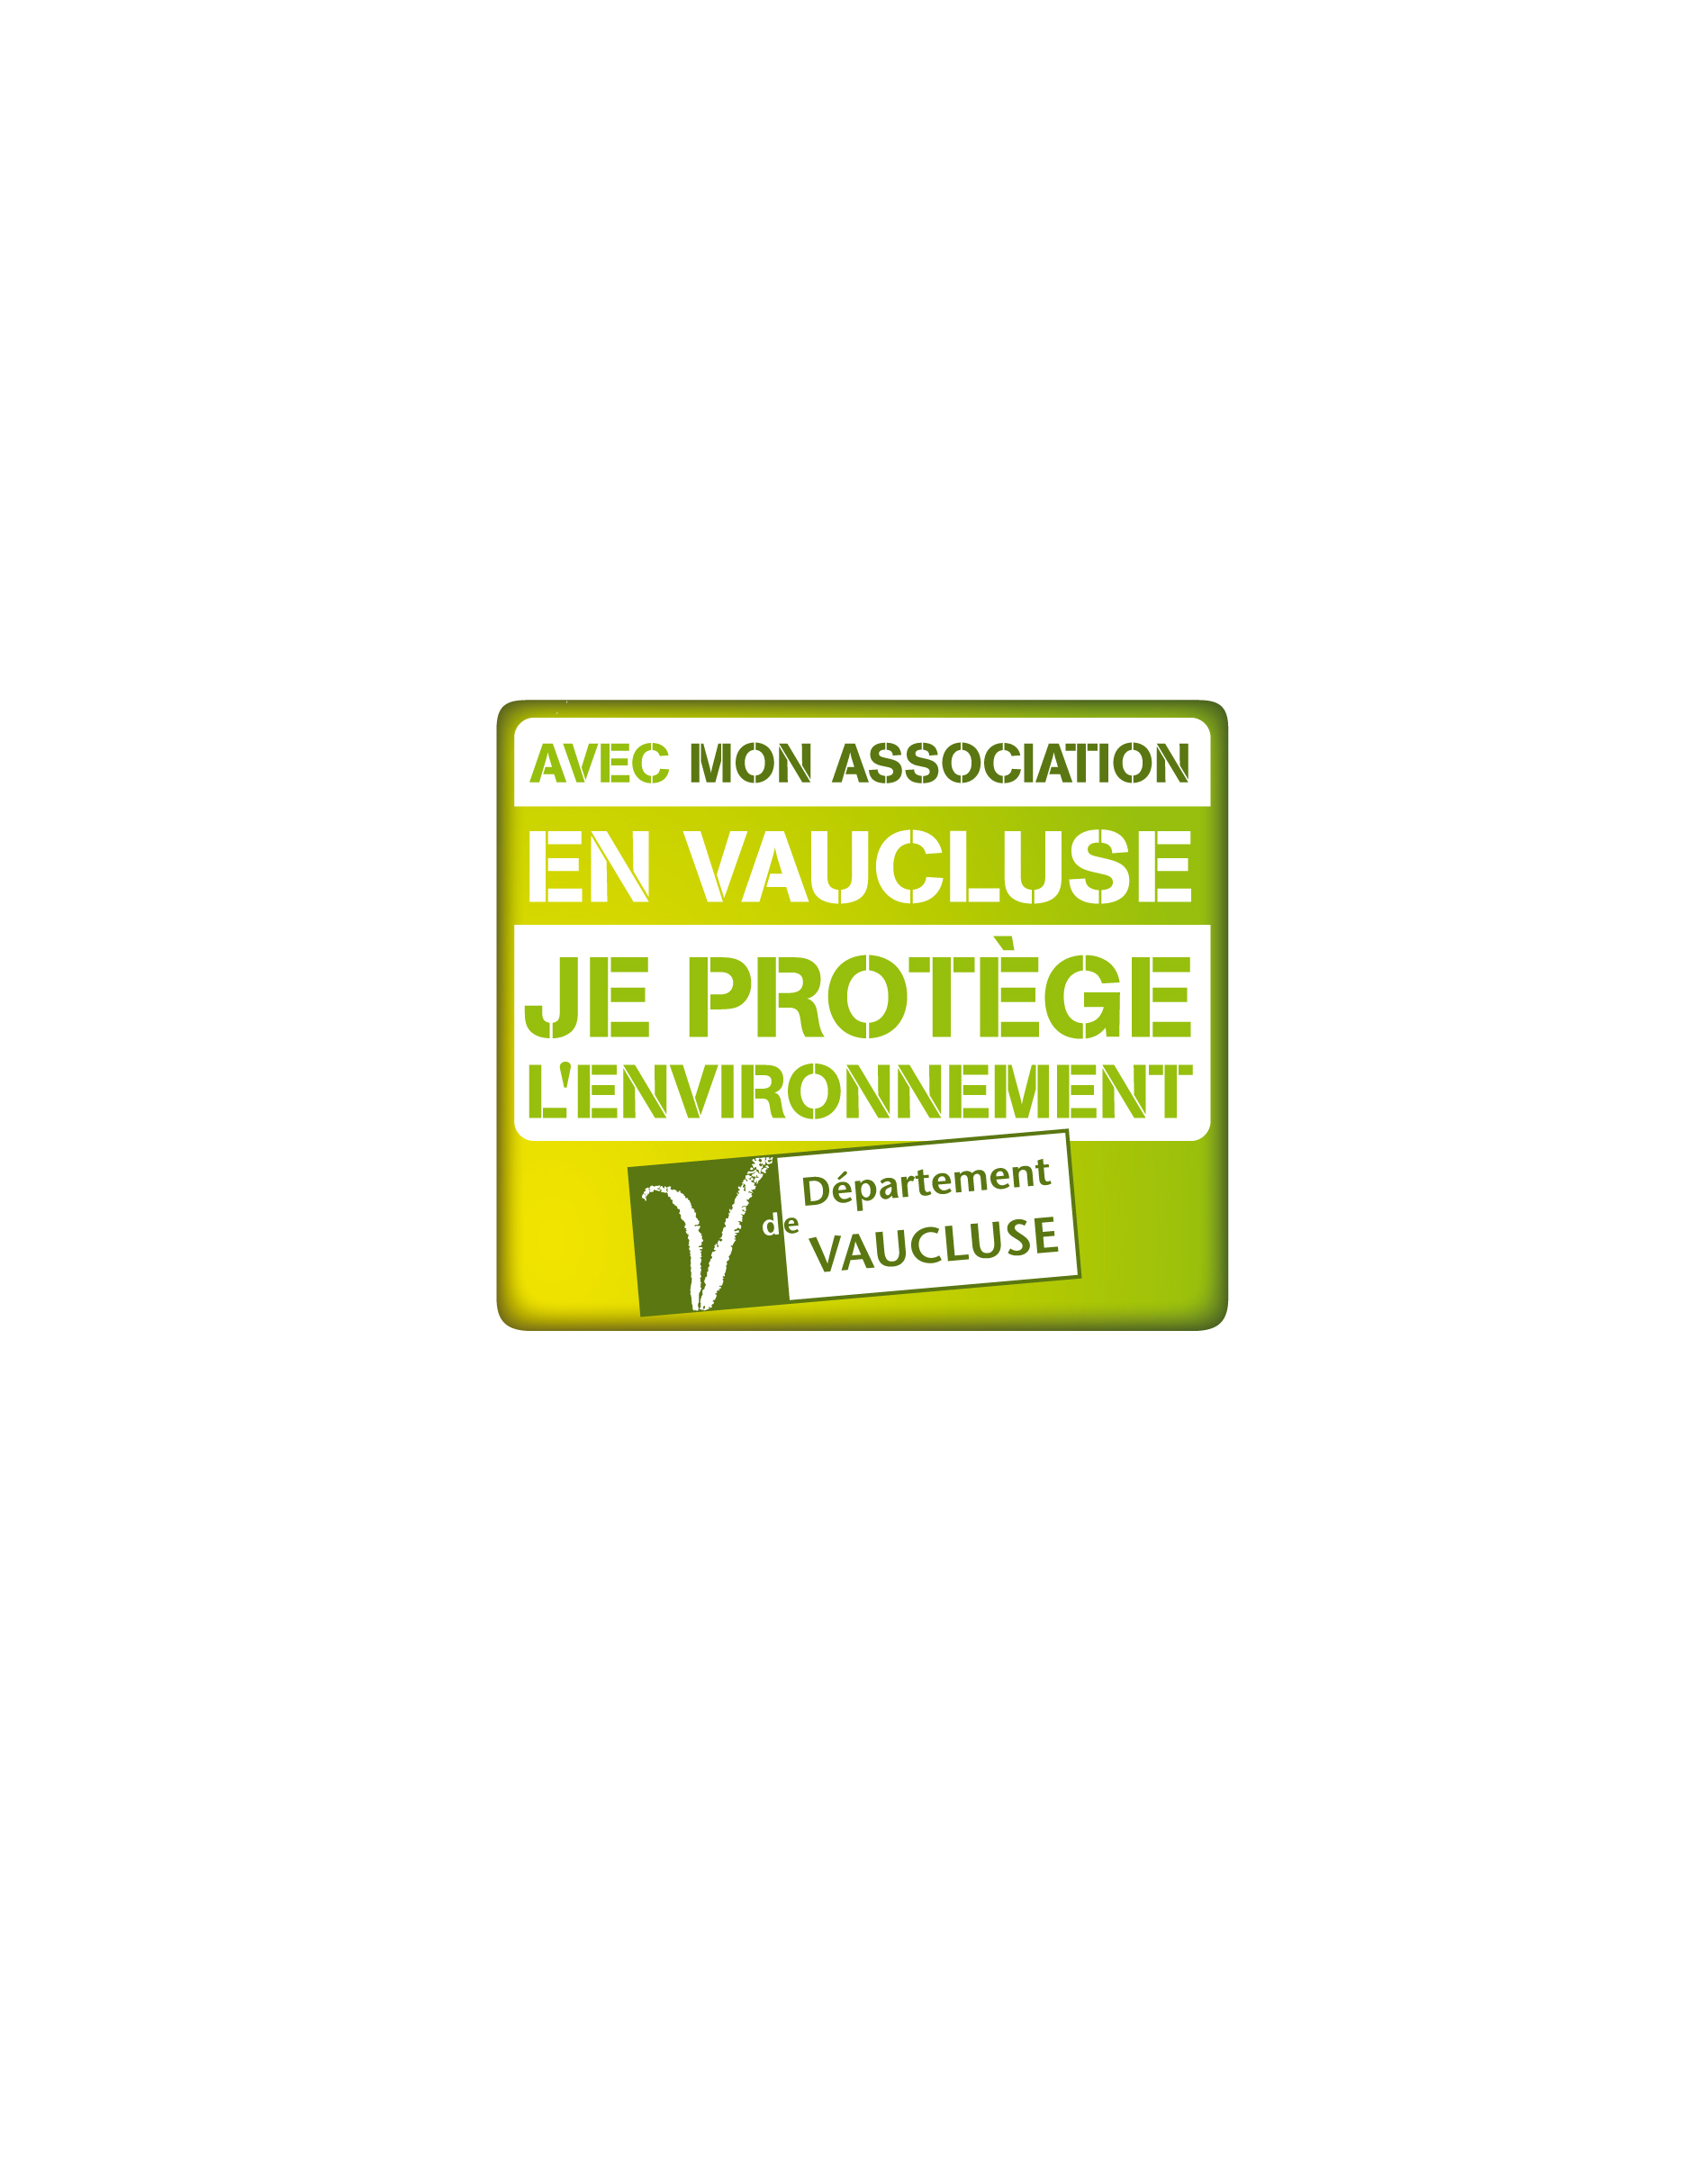 AVEC MON ASSOCIATION
EN VAUCLUSE
JE PROTÈGE
L'ENVIRONNEMENT
Département
de VAUCLUSE